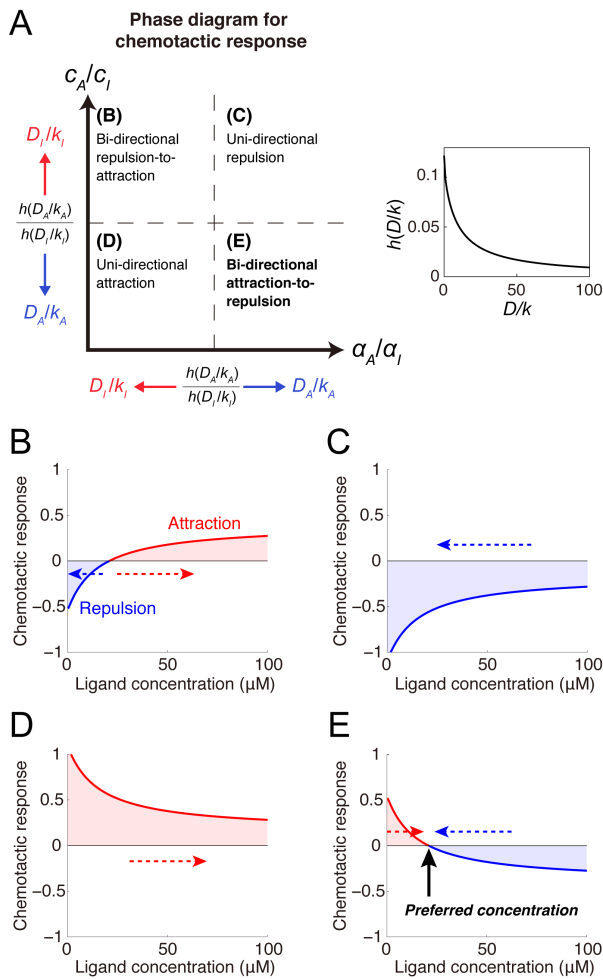 A
Phase diagram for
chemotactic response
c_A/c_I
(B)
Bi-directional
repulsion-to-
attraction
(C)
Uni-directional
repulsion
(D)
Uni-directional
attraction
(E)
Bi-directional
attraction-to-
repulsion
D_I/k_I
h(D_A/k_A)
h(D_I/k_I)
D_A/k_A
α_A/α_I
D_I/k_I
h(D_A/k_A)
h(D_I/k_I)
D_A/k_A
h(D/k)
0.1
0.05
0
0
50
100
D/k
B
Chemotactic response
1
0.5
0
−0.5
−1
Attraction
Repulsion
0
50
100
Ligand concentration (μM)
C
Chemotactic response
1
0.5
0
−0.5
−1
0
50
100
Ligand concentration (μM)
D
Chemotactic response
1
0.5
0
−0.5
−1
0
50
100
Ligand concentration (μM)
E
Chemotactic response
1
0.5
0
−0.5
−1
Preferred concentration
0
50
100
Ligand concentration (μM)